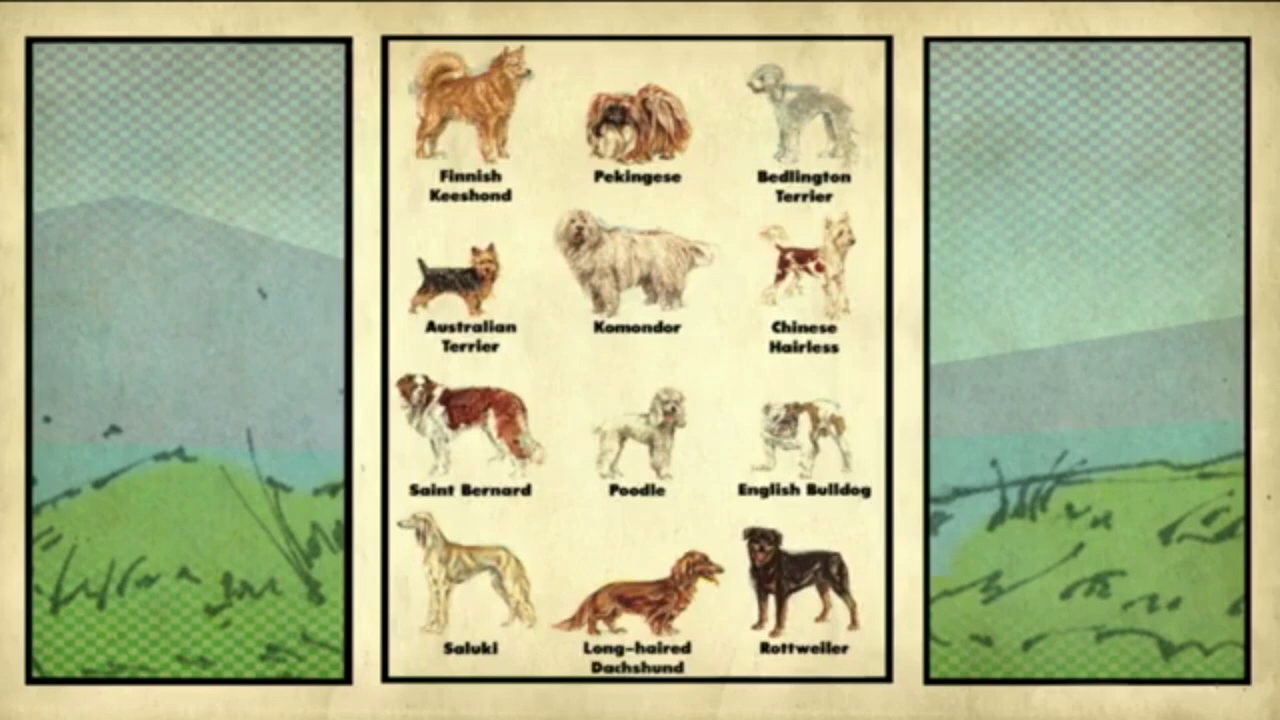 Finnish
Keeshond
Pekingese
Bedlington
Terrier
Australian
Terrier
Komondor
Chinese
Hairless
Saint Bernard
Poodle
English Bulldog
Saluki
Long-haired
Dachshund
Rottweiler